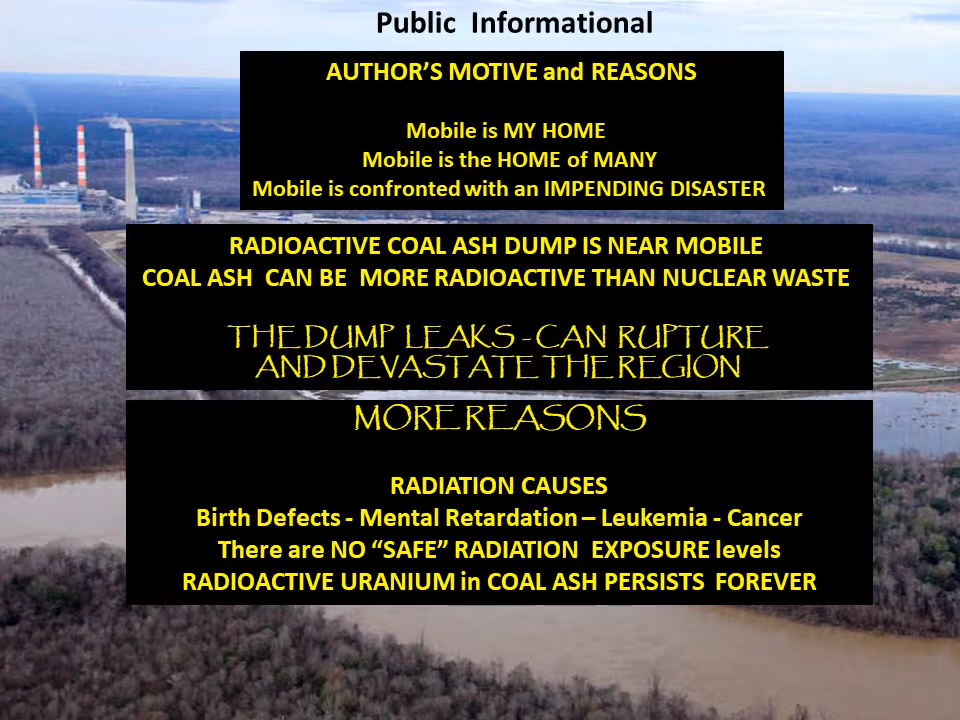 Public Informational
AUTHOR’S MOTIVE and REASONS
Mobile is MY HOME
Mobile is the HOME of MANY
Mobile is confronted with an IMPENDING DISASTER
RADIOACTIVE COAL ASH DUMP IS NEAR MOBILE
COAL ASH CAN BE MORE RADIOACTIVE THAN NUCLEAR WASTE
THE DUMP LEAKS - CAN RUPTURE
AND DEVASTATE THE REGION
MORE REASONS
RADIATION CAUSES
Birth Defects - Mental Retardation – Leukemia - Cancer
There are NO “SAFE” RADIATION EXPOSURE levels
RADIOACTIVE URANIUM in COAL ASH PERSISTS FOREVER